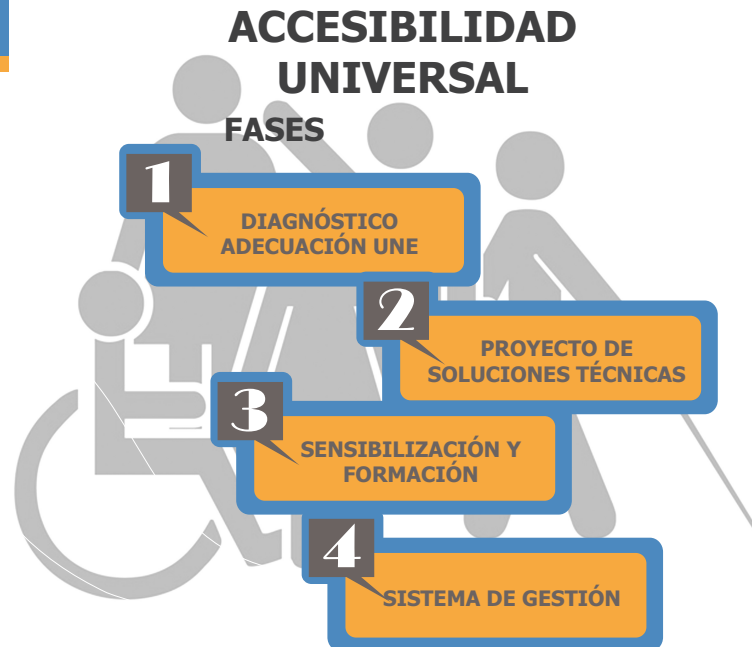 ACCESIBILIDAD
UNIVERSAL
FASES
1
DIAGNÓSTICO
ADECUACIÓN UNE
2
PROYECTO DE
SOLUCIONES TÉCNICAS
3
SENSIBILIZACIÓN Y
FORMACIÓN
4
SISTEMA DE GESTIÓN